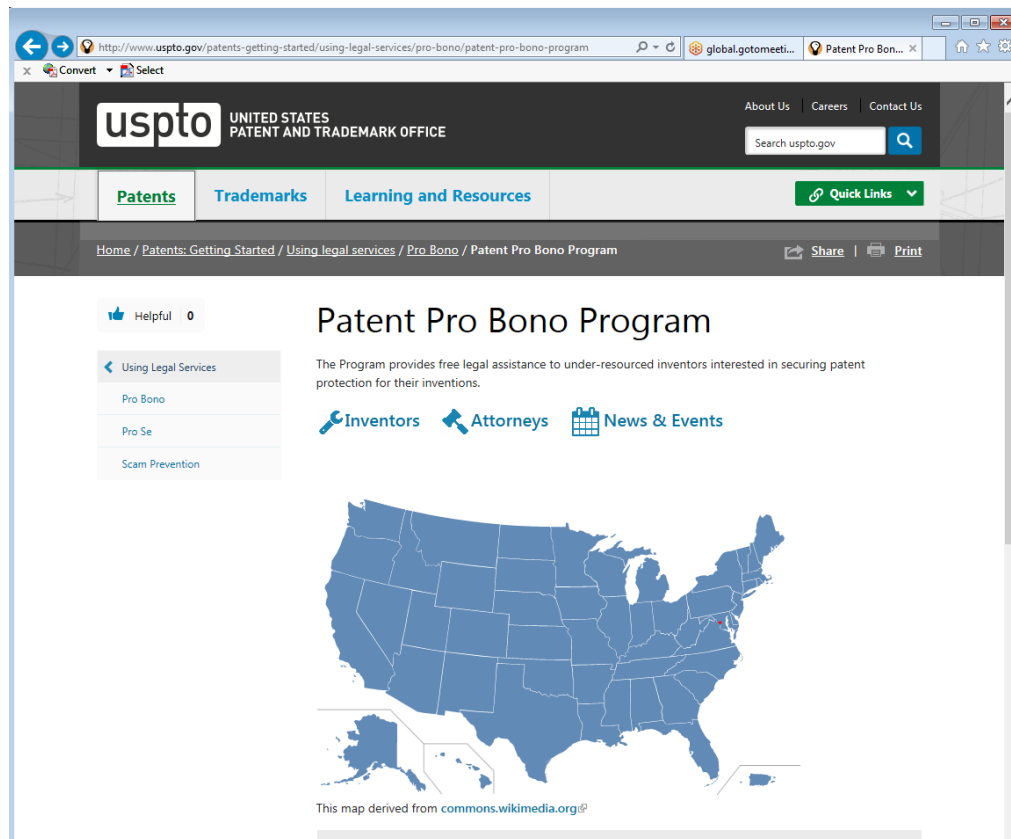 http://www.uspto.gov/patents-getting-started/using-legal-services/pro-bono/patent-pro-bono-program
global.gotomeeti...
Patent Pro Bon...
x Convert Select
About Us Careers Contact Us
uspto UNITED STATES
PATENT AND TRADEMARK OFFICE
Search uspto.gov
Patents Trademarks Learning and Resources Quick Links
Home / Patents: Getting Started / Using legal services / Pro Bono / Patent Pro Bono Program Share | Print
Helpful 0
Using Legal Services
Pro Bono
Pro Se
Scam Prevention
Patent Pro Bono Program
The Program provides free legal assistance to under-resourced inventors interested in securing patent
protection for their inventions.
Inventors Attorneys News & Events
This map derived from commons.wikimedia.org